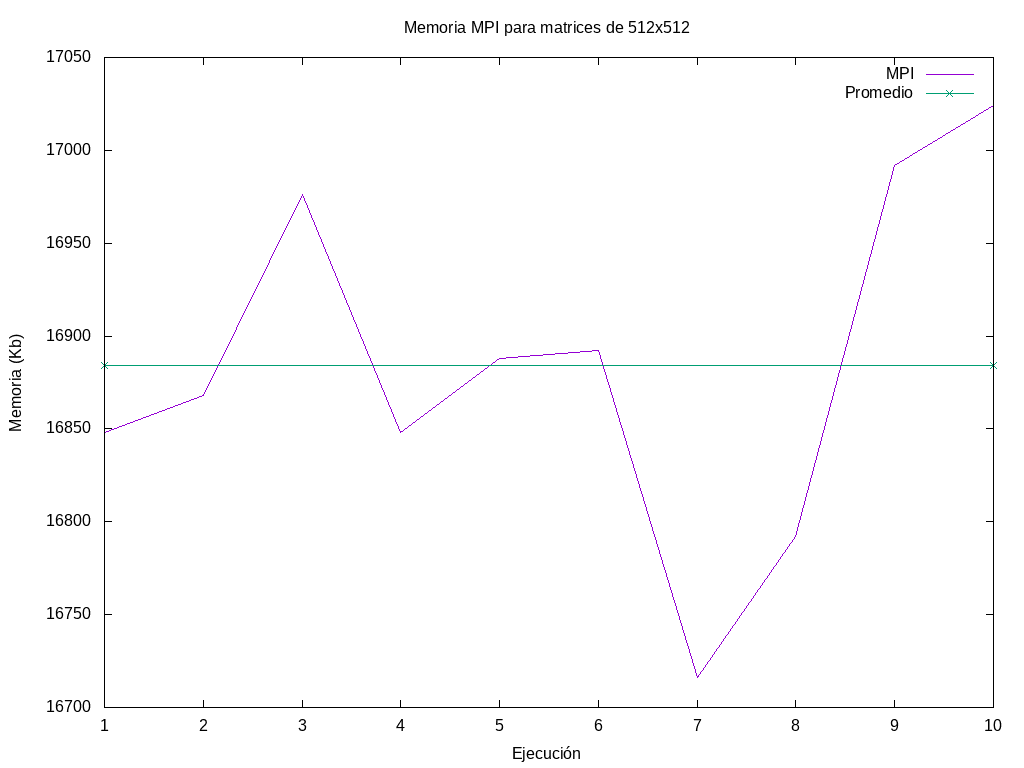 Memoria MPI para matrices de 512x512
17050
17000
16950
16900
16850
16800
16750
16700
Memoria (Kb)
MPI
Promedio
1 2 3 4 5 6 7 8 9 10
Ejecución